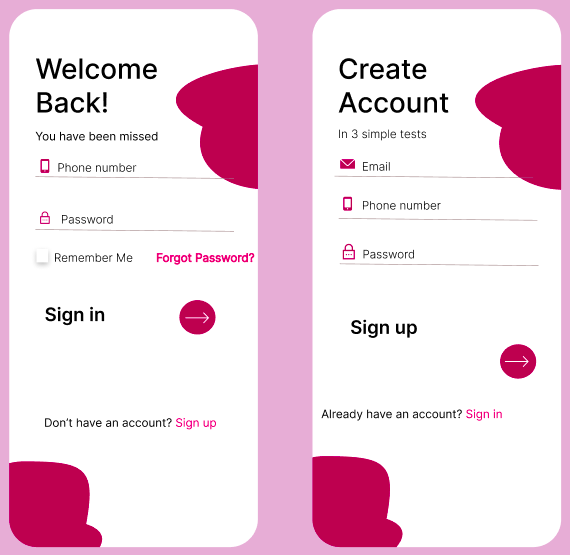 Welcome
Back!
You have been missed
Phone number
Password
Remember Me
Forgot Password?
Sign in
Don't have an account? Sign up
Create
Account
In 3 simple tests
Email
Phone number
Password
Sign up
Already have an account? Sign in